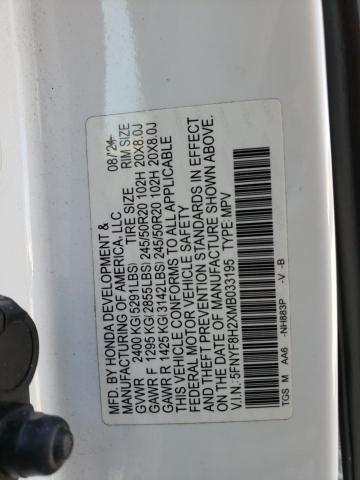 MFD. BY HONDA DEVELOPMENT & 08/24
MANUFACTURING OF AMERICA, LLC
TIRE SIZE RIM SIZE
GVWR 2400 KG(5291LBS)
GAWR F 1295 KG(2855LBS) 245/50R20 102H 20X8.0J
GAWR R 1425 KG(3142LBS) 245/50R20 102H 20X8.0J
THIS VEHICLE CONFORMS TO ALL APPLICABLE
FEDERAL MOTOR VEHICLE SAFETY
AND THEFT PREVENTION STANDARDS IN EFFECT
ON THE DATE OF MANUFACTURE SHOWN ABOVE.
V.I.N.: 5FNYF8H2XMB033195 TYPE: MPV
TGS M AA6 -NH883P -V -B